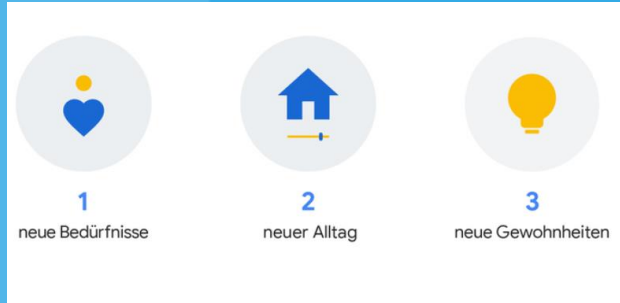 1
neue Bedürfnisse
2
neuer Alltag
3
neue Gewohnheiten